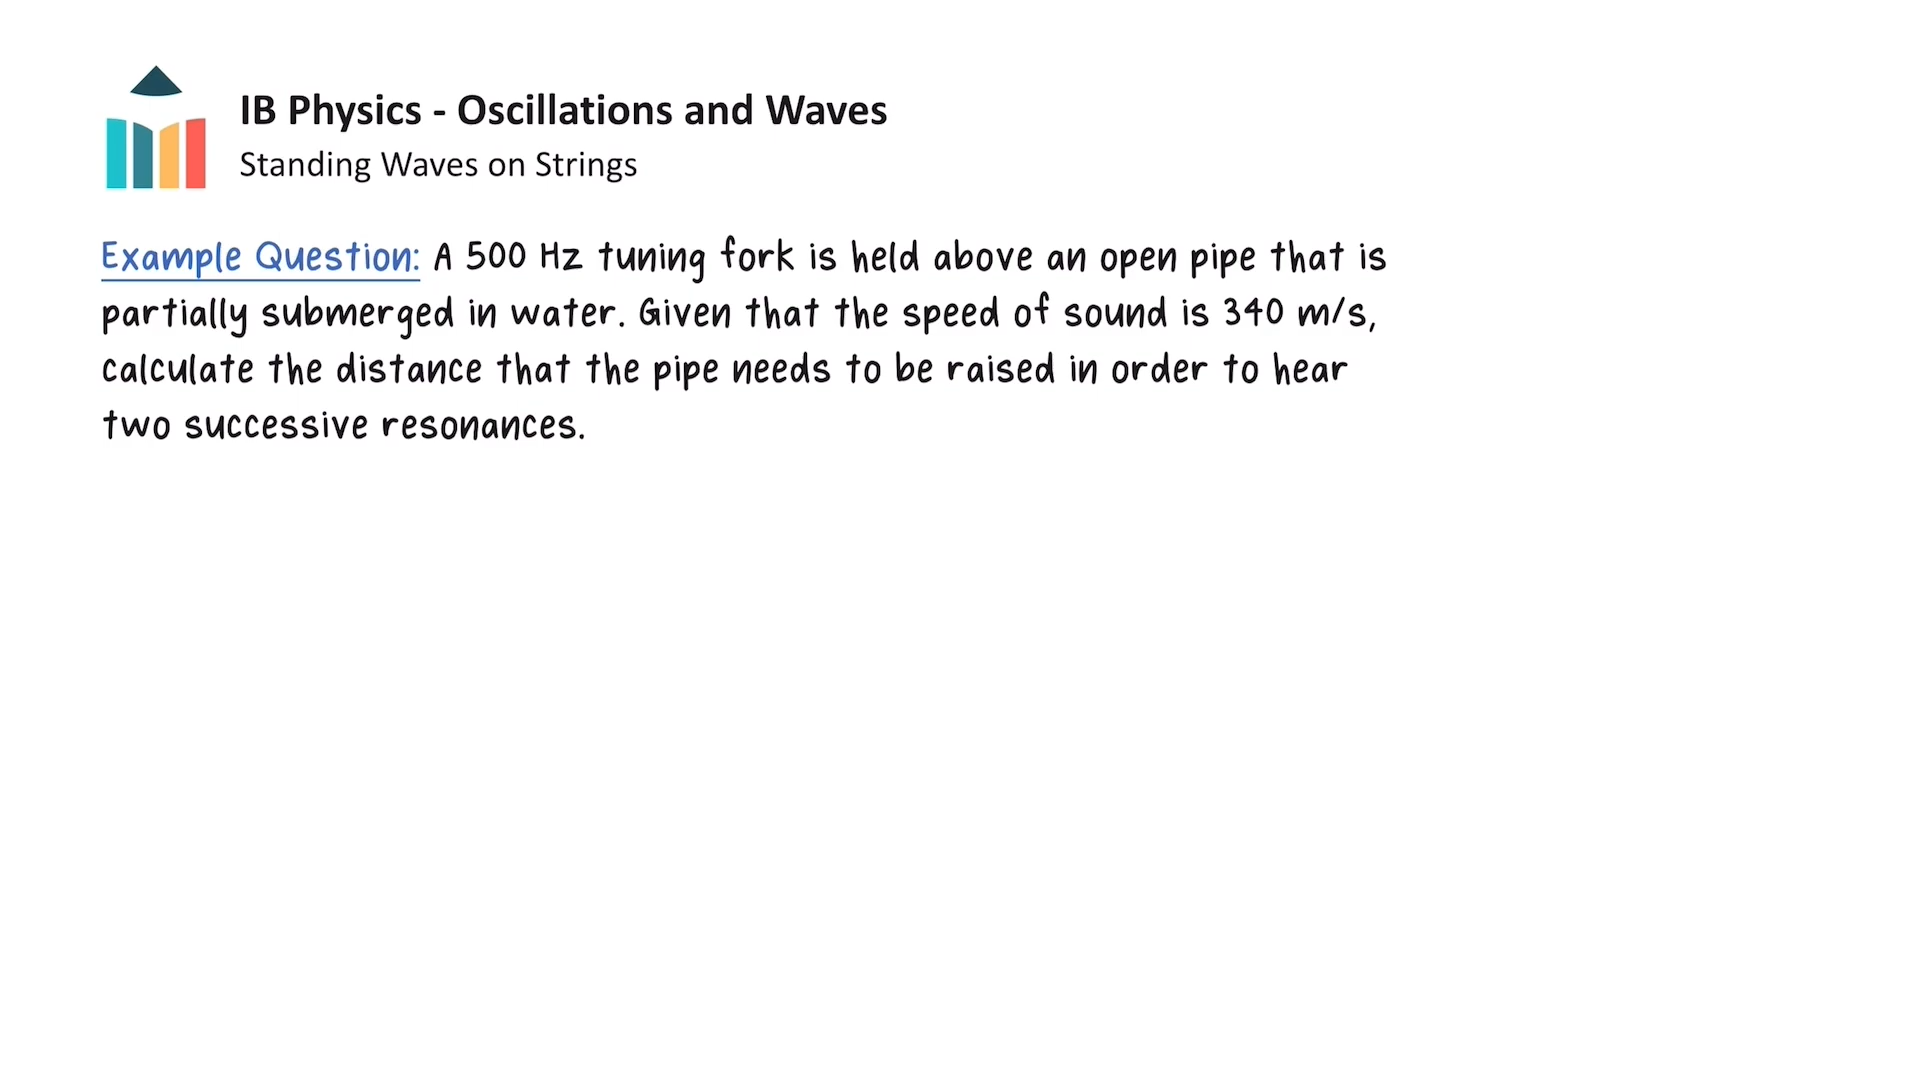 IB Physics - Oscillations and Waves
Standing Waves on Strings
Example Question: A 500 Hz tuning fork is held above an open pipe that is
partially submerged in water. Given that the speed of sound is 340 m/s,
calculate the distance that the pipe needs to be raised in order to hear
two successive resonances.